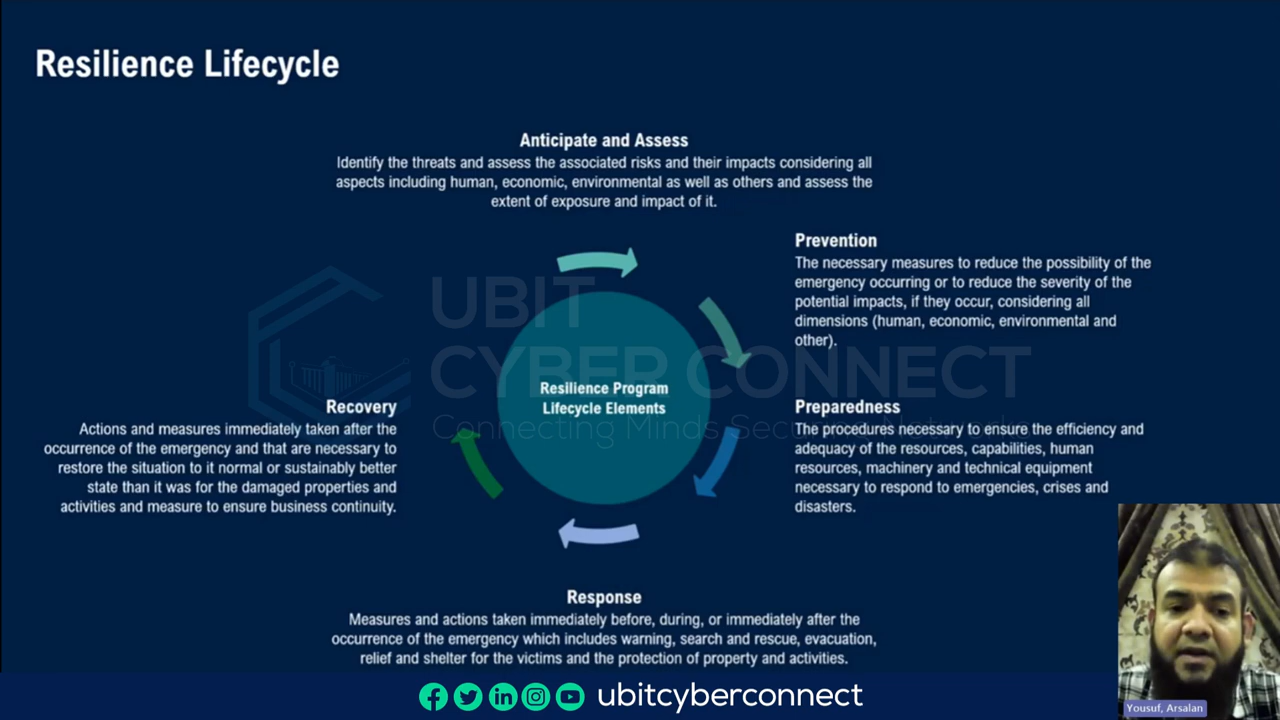 Resilience Lifecycle
Anticipate and Assess
Identify the threats and assess the associated risks and their impacts considering all
aspects including human, economic, environmental as well as others and assess the
extent of exposure and impact of it.
Prevention
The necessary measures to reduce the possibility of the
emergency occurring or to reduce the severity of the
potential impacts, if they occur, considering all
dimensions (human, economic, environmental and
other).
UBIT
CYBER CONNECT
Connecting Minds Securing Networks
Resilience Program
Lifecycle Elements
Preparedness
The procedures necessary to ensure the efficiency and
adequacy of the resources, capabilities, human
resources, machinery and technical equipment
necessary to respond to emergencies, crises and
disasters.
Recovery
Actions and measures immediately taken after the
occurrence of the emergency and that are necessary to
restore the situation to it normal or sustainably better
state than it was for the damaged properties and
activities and measure to ensure business continuity.
Response
Measures and actions taken immediately before, during, or immediately after the
occurrence of the emergency which includes warning, search and rescue, evacuation,
relief and shelter for the victims and the protection of property and activities.
ubitcyberconnect
Yousuf, Arsalan